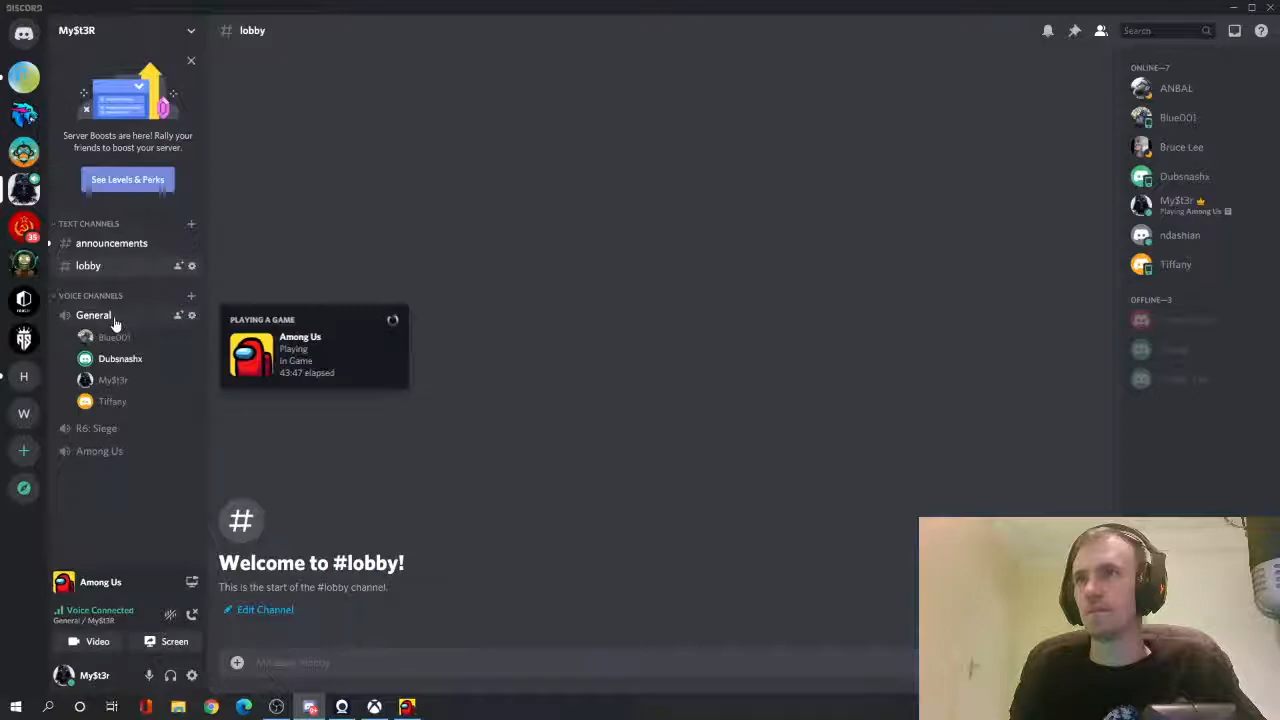 DISCORD
My$t3R
lobby
Search
Server Boosts are here! Rally your
friends to boost your server.
See Levels & Perks
TEXT CHANNELS
announcements
lobby
VOICE CHANNELS
General
Blue001
Dubsnashx
My$t3r
Tiffany
R6: Siege
Among Us
PLAYING A GAME
Among Us
Playing
In Game
43:47 elapsed
Welcome to #lobby!
This is the start of the #lobby channel.
Edit Channel
Message #lobby
ONLINE—7
ANBAL
Blue001
Bruce Lee
Dubsnashx
My$t3r
Playing Among Us
ndashian
Tiffany
OFFLINE—3
35
H
W
Among Us
Voice Connected
General / My$t3R
Video
Screen
My$t3r